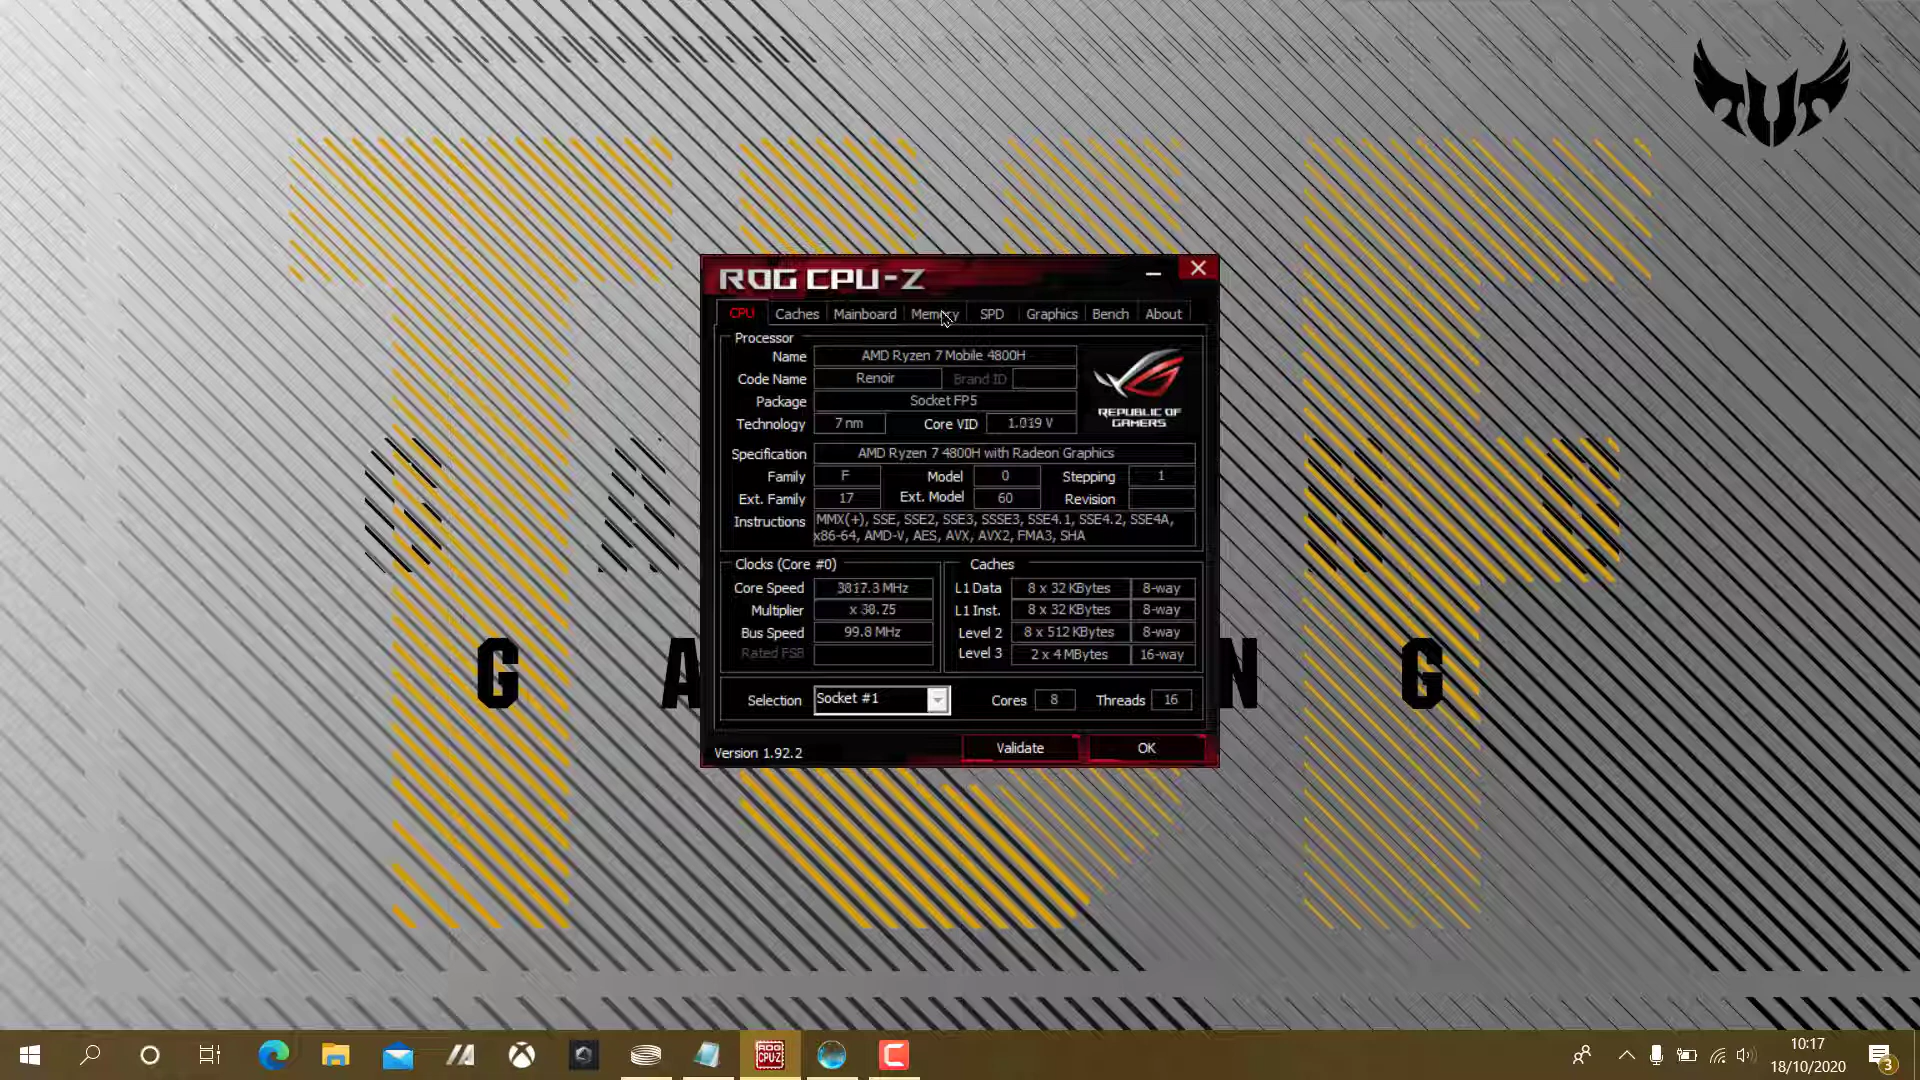 ROG CPU-Z
CPU Caches Mainboard Memory SPD Graphics Bench About
Processor
Name AMD Ryzen 7 Mobile 4800H
Code Name Renoir Brand ID
Package Socket FP5
Technology 7 nm Core VID 1.019 V
REPUBLIC OF
GAMERS
Specification AMD Ryzen 7 4800H with Radeon Graphics
Family F Model 0 Stepping 1
Ext. Family 17 Ext. Model 60 Revision
Instructions MMX(+), SSE, SSE2, SSE3, SSSE3, SSE4.1, SSE4.2, SSE4A,
x86-64, AMD-V, AES, AVX, AVX2, FMA3, SHA
Clocks (Core #0) Caches
Core Speed 3817.3 MHz L1 Data 8 x 32 KBytes 8-way
Multiplier x 38.25 L1 Inst. 8 x 32 KBytes 8-way
Bus Speed 99.8 MHz Level 2 8 x 512 KBytes 8-way
Rated FSB Level 3 2 x 4 MBytes 16-way
G A N G
Selection Socket #1 Cores 8 Threads 16
Version 1.92.2 Validate OK
ROG
CPU-Z
10:17
18/10/2020
3